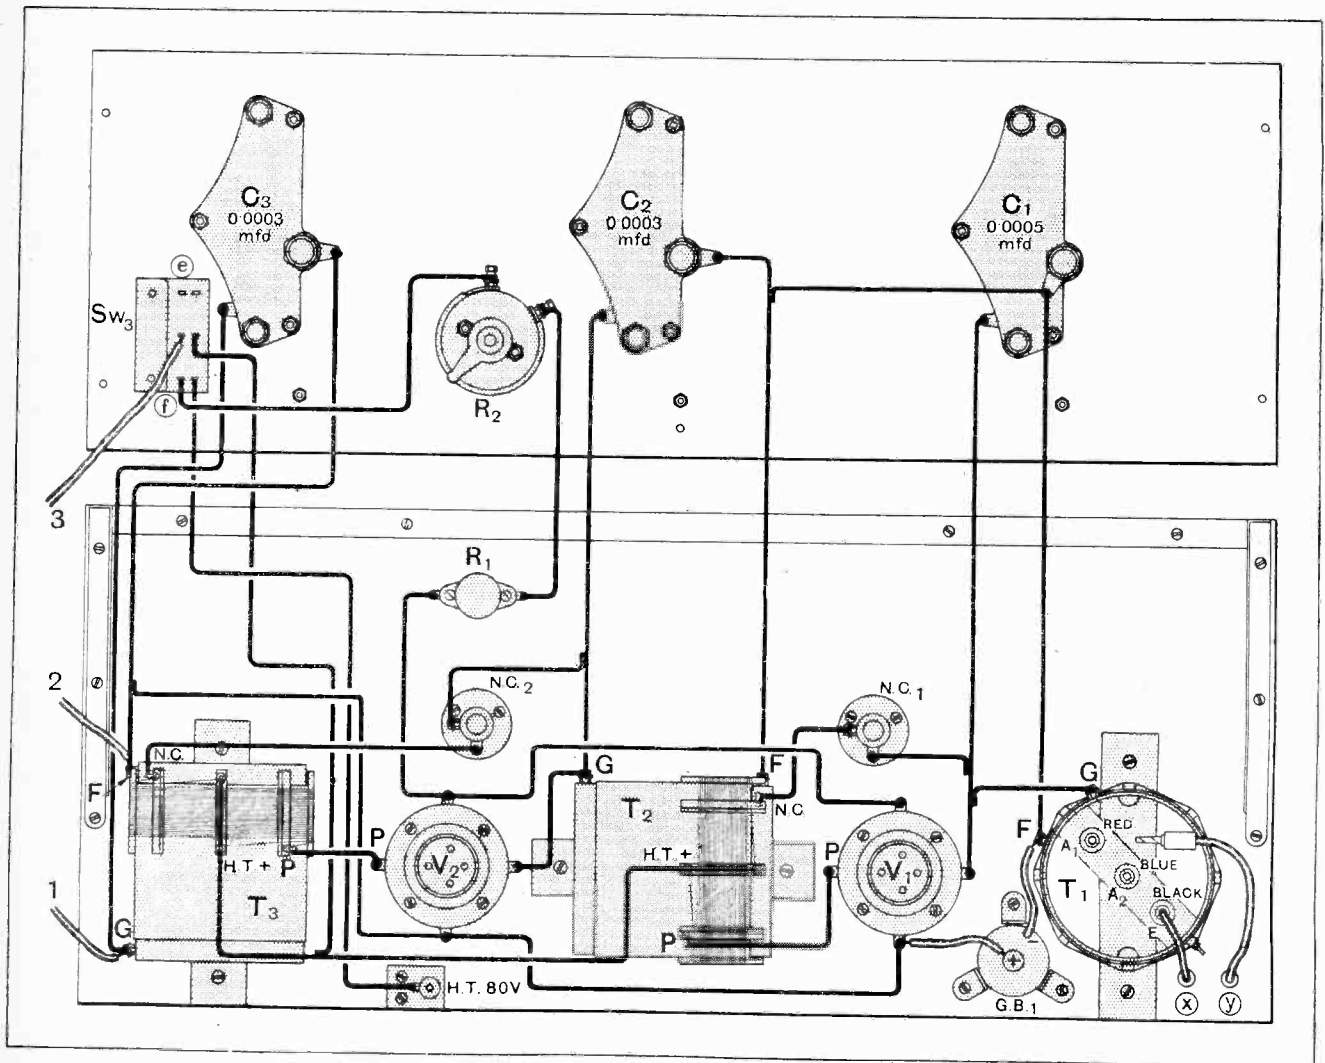 C3
0·0003
mfd
C2
0·0003
mfd
C1
0·0005
mfd
e
Sw3
f
R2
3
R1
2
N.C.2
N.C.1
N.C.
F
G
F
T2
N.C.
G
F
RED
A1
BLUE
A2
BLACK
E
T1
P
V2
H.T.+
P
V1
H.T.+
P
T3
1
G
P
H.T. 80V
+
–
G.B.1
x
y